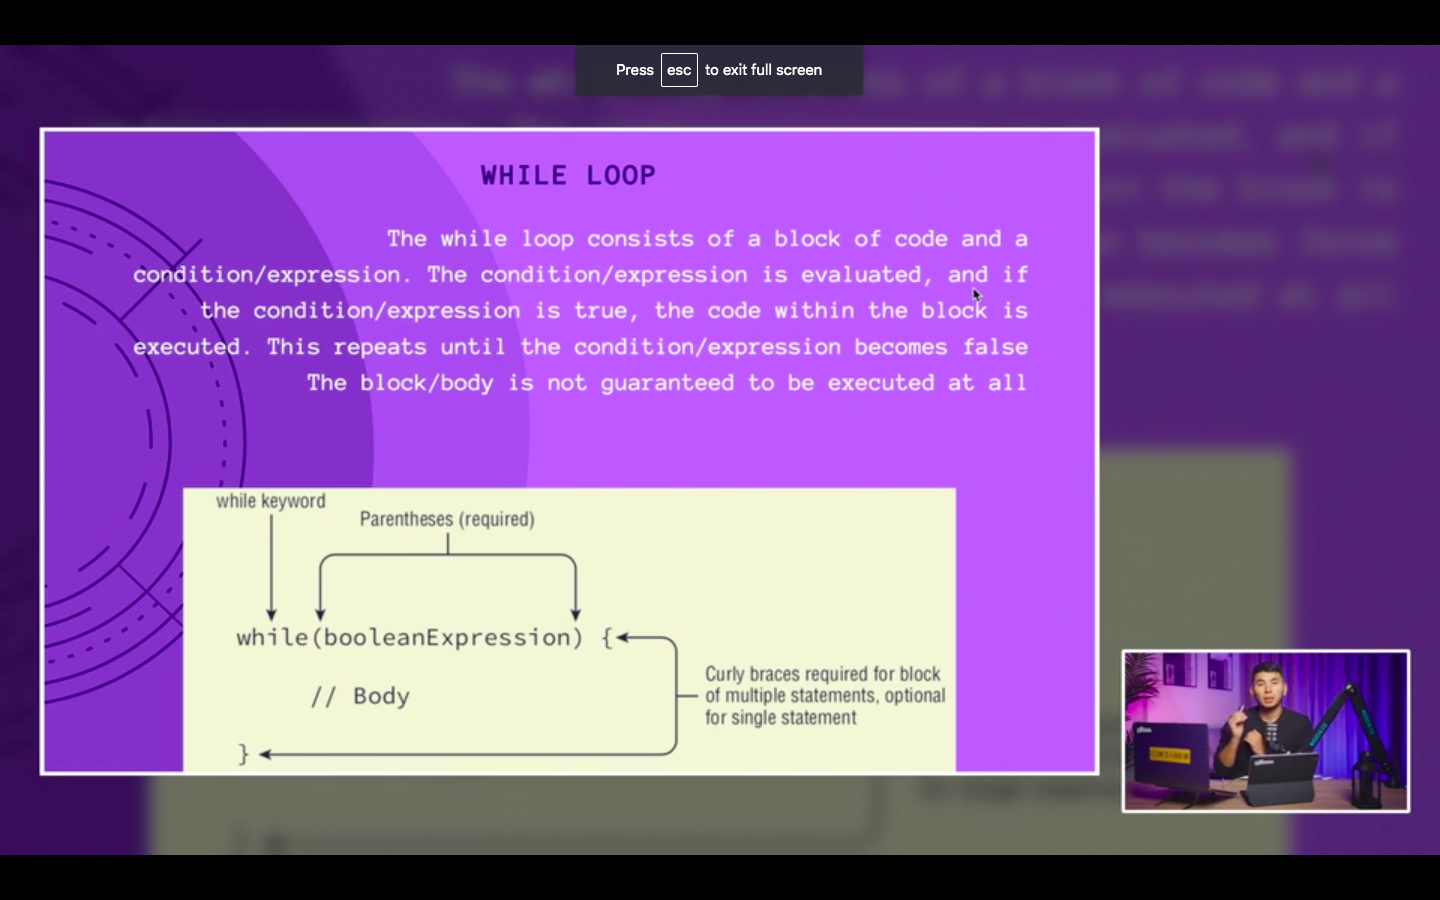 Press esc to exit full screen
WHILE LOOP
The while loop consists of a block of code and a
condition/expression. The condition/expression is evaluated, and if
the condition/expression is true, the code within the block is
executed. This repeats until the condition/expression becomes false
The block/body is not guaranteed to be executed at all
while keyword
Parentheses (required)
while(booleanExpression) {
// Body
}
Curly braces required for block
of multiple statements, optional
for single statement